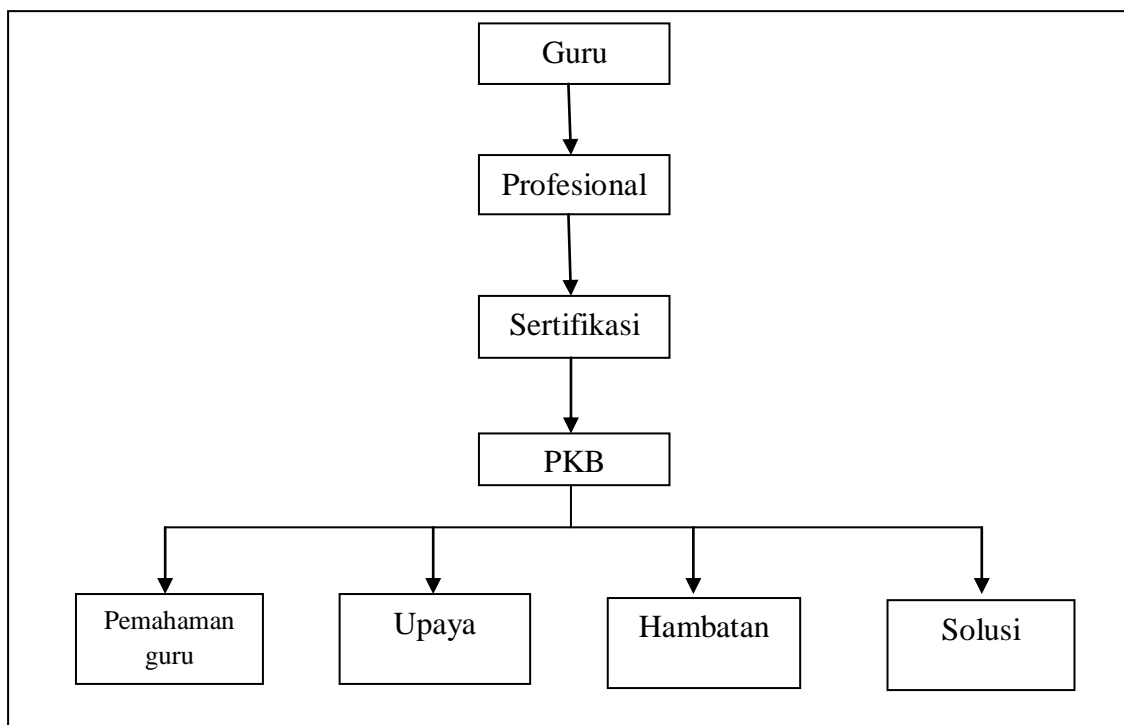 Guru
Profesional
Sertifikasi
PKB
Pemahaman
guru
Upaya
Hambatan
Solusi